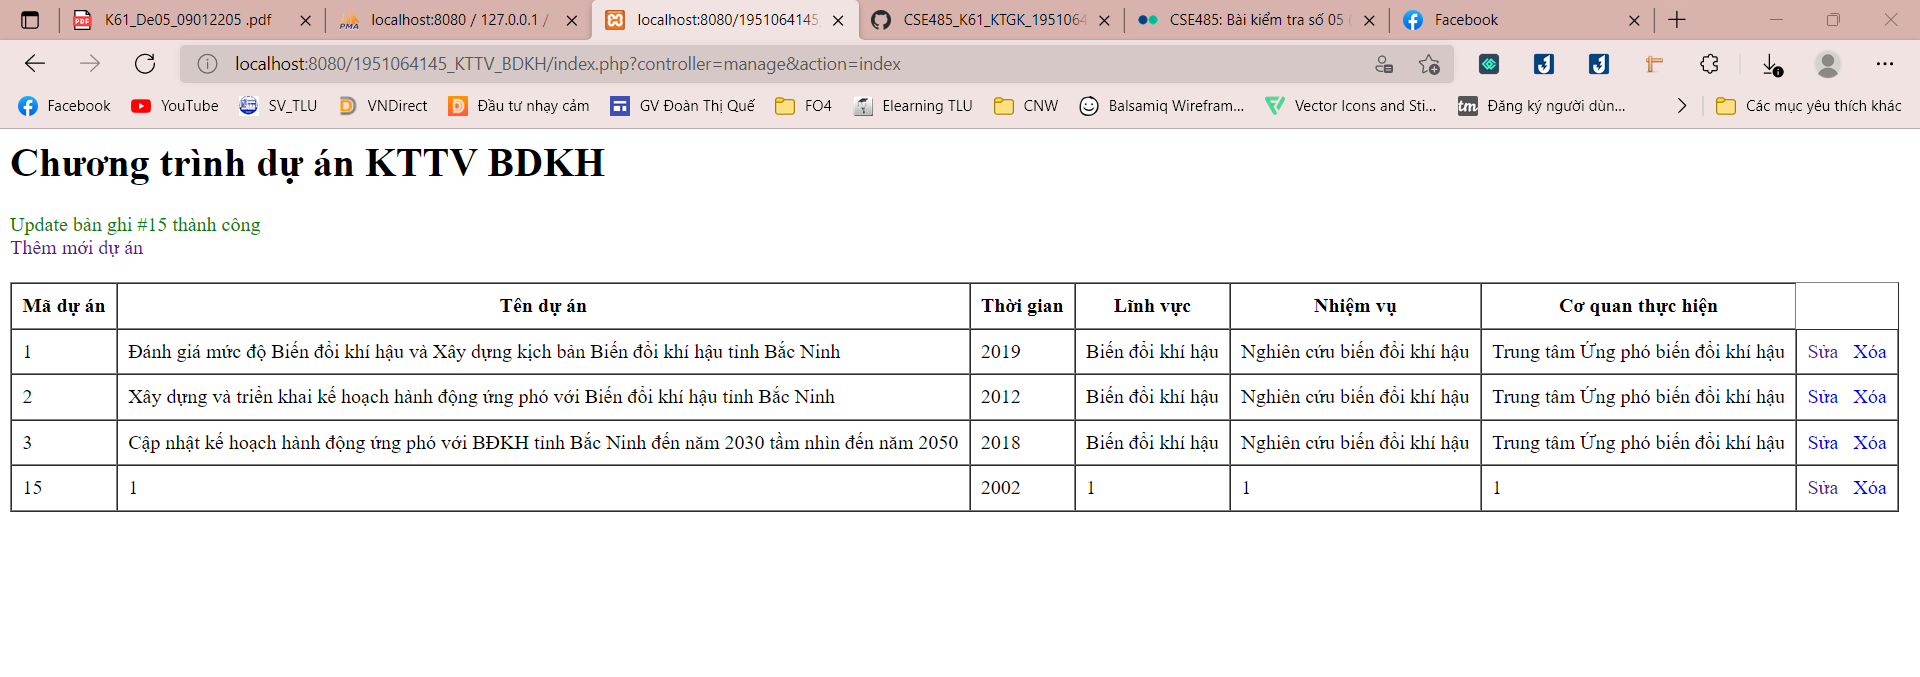 K61_De05_09012205 .pdf
localhost:8080 / 127.0.0.1 /
localhost:8080/1951064145
CSE485_K61_KTGK_1951064
CSE485: Bài kiểm tra số 05
Facebook
localhost:8080/1951064145_KTTV_BDKH/index.php?controller=manage&action=index
Facebook YouTube SV_TLU VNDirect Đầu tư nhạy cảm GV Đoàn Thị Quế FO4 Elearning TLU CNW Balsamiq Wirefram... Vector Icons and Sti... tm Đăng ký người dùn... Các mục yêu thích khác
Chương trình dự án KTTV BDKH
Update bản ghi #15 thành công
Thêm mới dự án
Mã dự án Tên dự án Thời gian Lĩnh vực Nhiệm vụ Cơ quan thực hiện
1 Đánh giá mức độ Biến đổi khí hậu và Xây dựng kịch bản Biến đổi khí hậu tỉnh Bắc Ninh 2019 Biến đổi khí hậu Nghiên cứu biến đổi khí hậu Trung tâm Ứng phó biến đổi khí hậu Sửa Xóa
2 Xây dựng và triển khai kế hoạch hành động ứng phó với Biến đổi khí hậu tỉnh Bắc Ninh 2012 Biến đổi khí hậu Nghiên cứu biến đổi khí hậu Trung tâm Ứng phó biến đổi khí hậu Sửa Xóa
3 Cập nhật kế hoạch hành động ứng phó với BĐKH tỉnh Bắc Ninh đến năm 2030 tầm nhìn đến năm 2050 2018 Biến đổi khí hậu Nghiên cứu biến đổi khí hậu Trung tâm Ứng phó biến đổi khí hậu Sửa Xóa
15 1 2002 1 1 1 Sửa Xóa